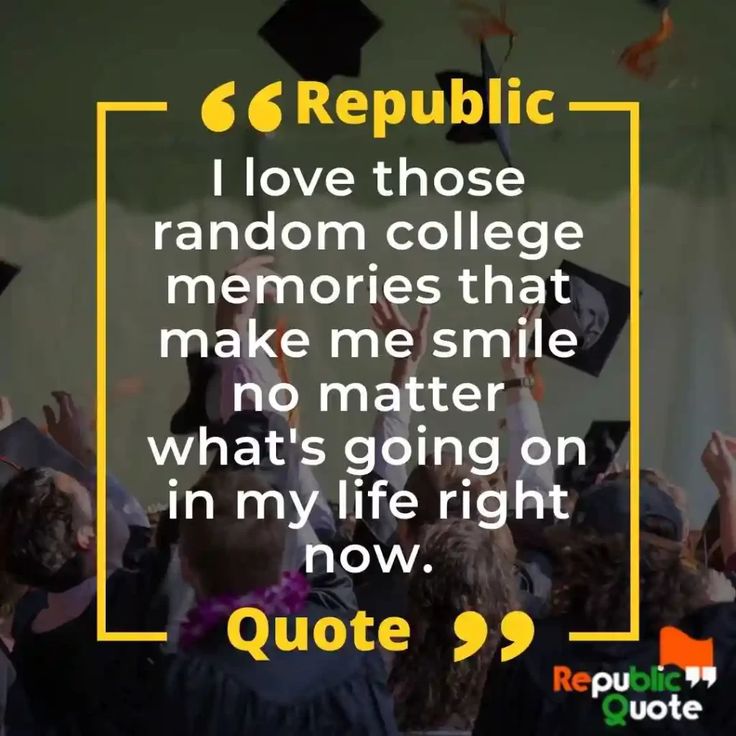 “Republic
I love those
random college
memories that
make me smile
no matter
what's going on
in my life right
now.
Quote ”
Republic”
Quote